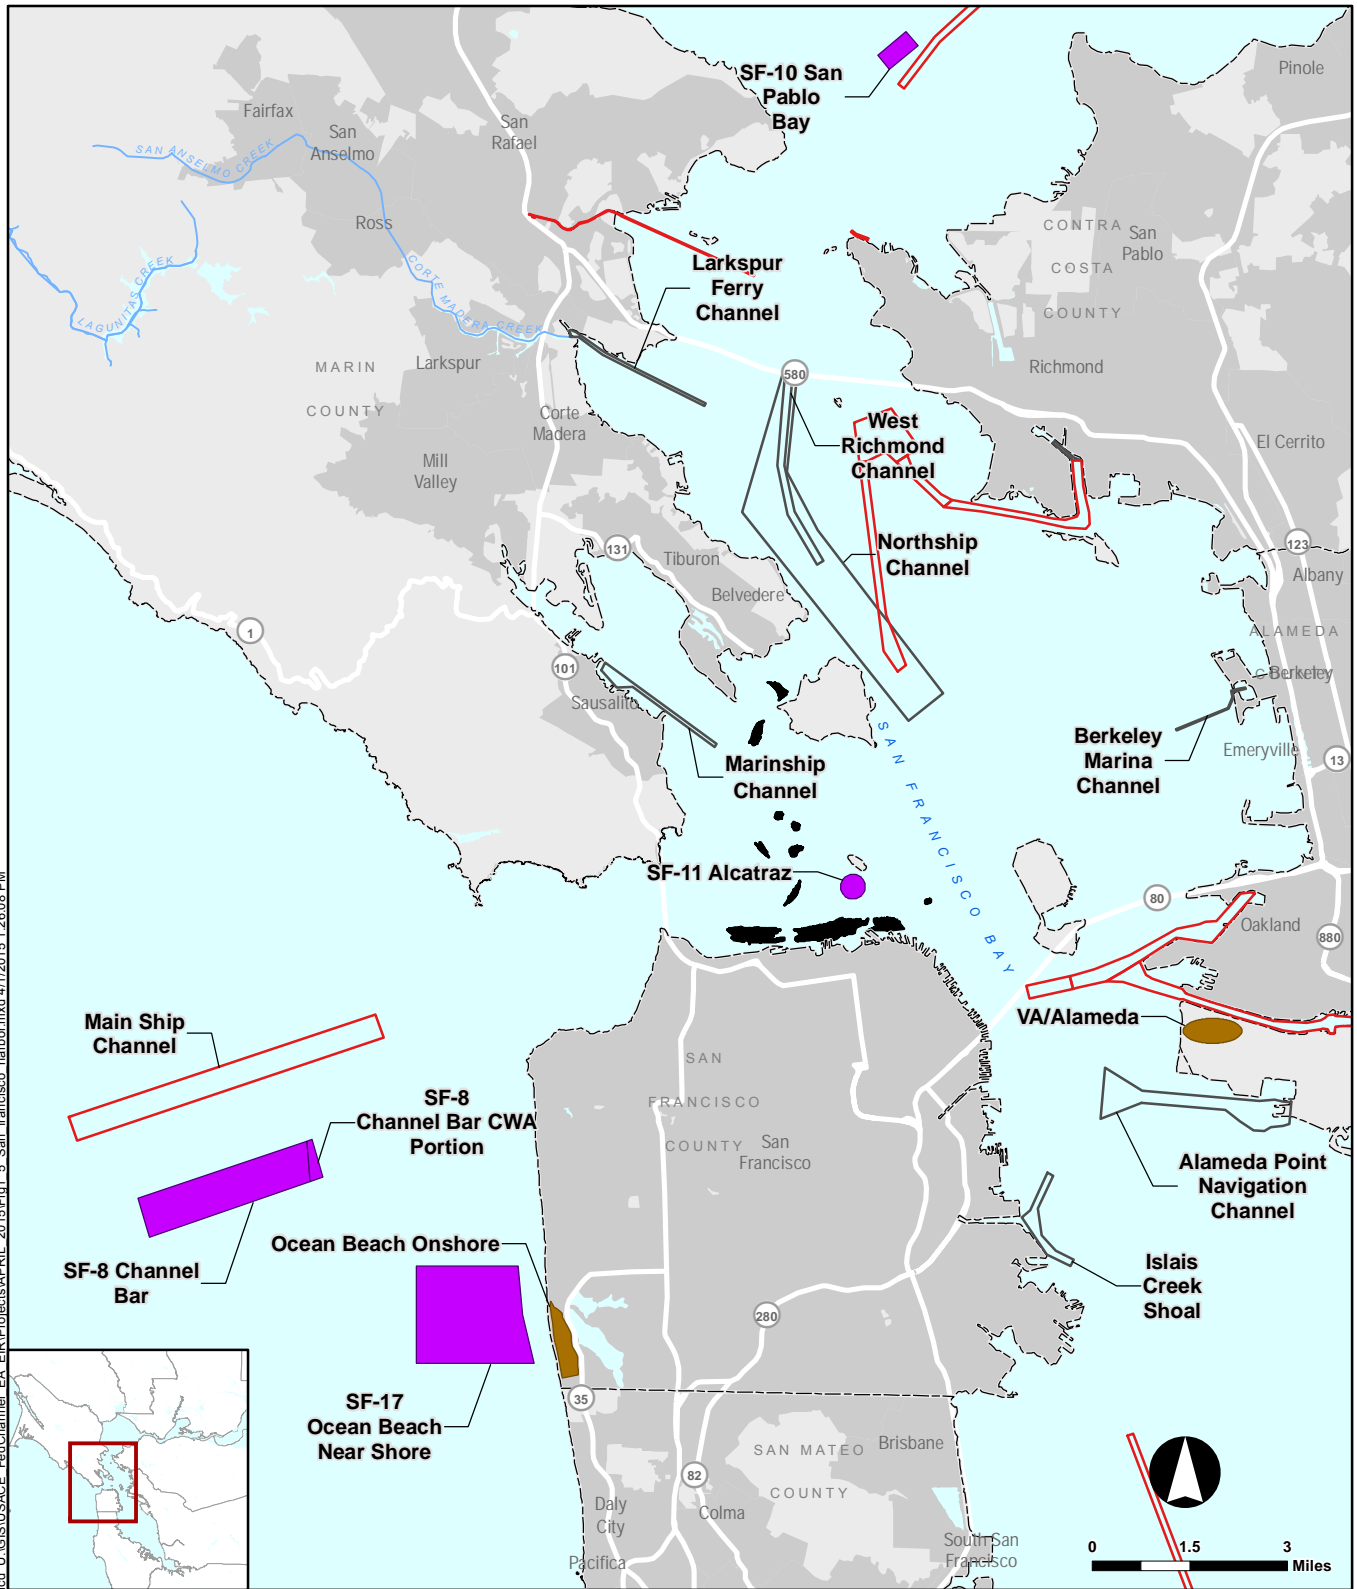 SF-10 San
Pablo
Bay
Pinole
Fairfax
San
Anselmo
San
Rafael
SAN ANSELMO CREEK
Ross
CONTRA
COSTA
COUNTY
San
Pablo
LAGUNITAS CREEK
CORTE MADERA CREEK
Larkspur
Ferry
Channel
MARIN
COUNTY
Larkspur
Richmond
580
Corte
Madera
West
Richmond
Channel
El Cerrito
Mill
Valley
Northship
Channel
123
131
Tiburon
Belvedere
Albany
1
ALAMEDA
101
Berkeley
Sausalito
SAN FRANCISCO BAY
Berkeley
Marina
Channel
Emeryville
13
Marinship
Channel
SF-11 Alcatraz
80
Oakland
880
Main Ship
Channel
VA/Alameda
SAN
FRANCISCO
COUNTY
San
Francisco
SF-8
Channel Bar CWA
Portion
Alameda Point
Navigation
Channel
Ocean Beach Onshore
SF-8 Channel
Bar
Islais
Creek
Shoal
280
SF-17
Ocean Beach
Near Shore
35
SAN MATEO
COUNTY
Brisbane
82
Daly
City
Colma
Pacifica
South San
Francisco
0 1.5 3
Miles